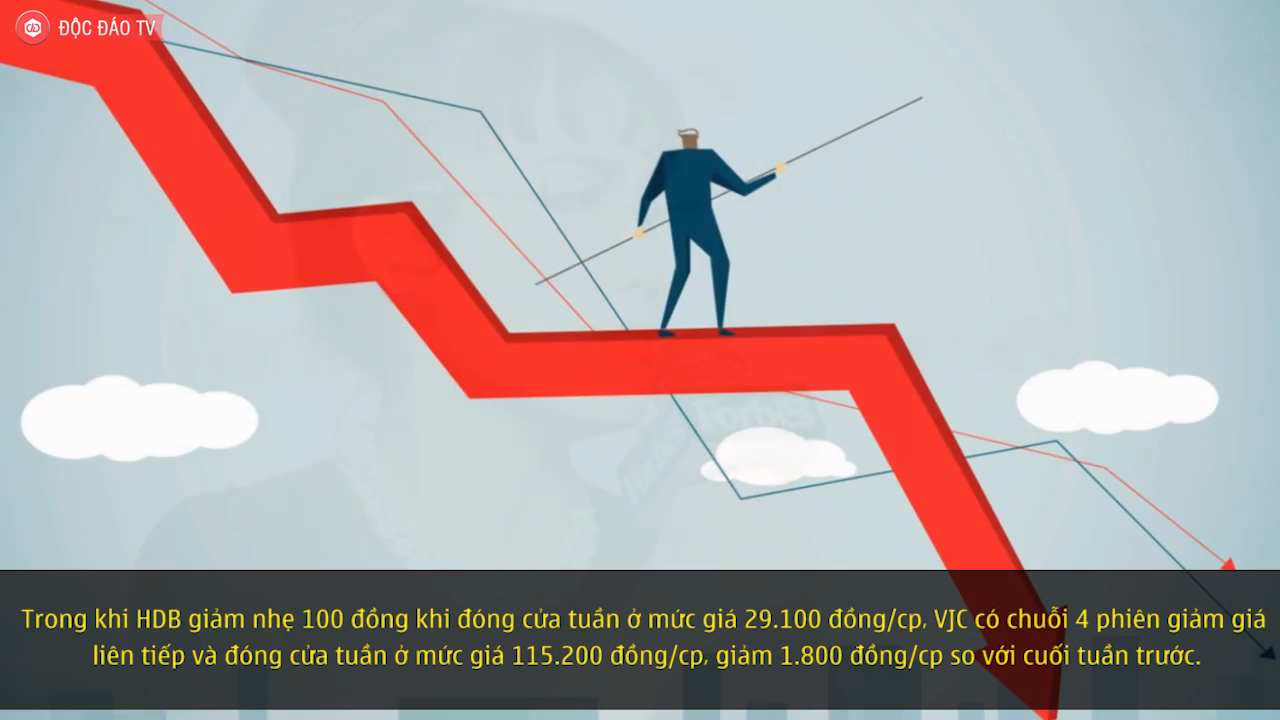 ĐỘC ĐÁO TV
Forbes
Trong khi HDB giảm nhẹ 100 đồng khi đóng cửa tuần ở mức giá 29.100 đồng/cp, VJC có chuỗi 4 phiên giảm giá
liên tiếp và đóng cửa tuần ở mức giá 115.200 đồng/cp, giảm 1.800 đồng/cp so với cuối tuần trước.